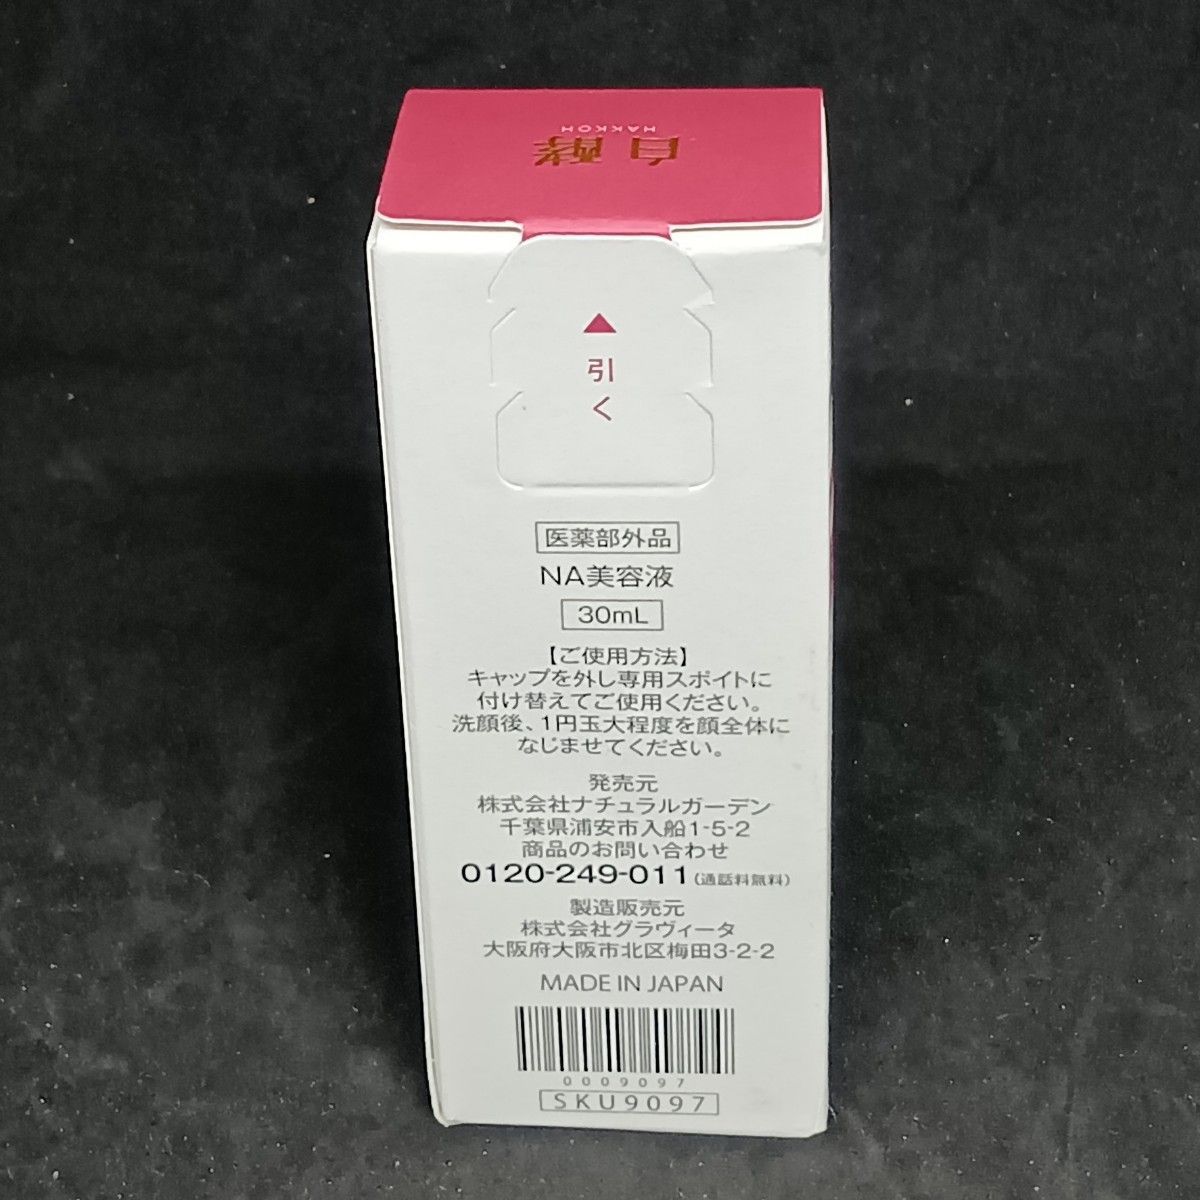 白酵
HAKKOH
引
く
医薬部外品
NA美容液
30mL
【ご使用方法】
キャップを外し専用スポイトに
付け替えてご使用ください。
洗顔後、1円玉大程度を顔全体に
なじませてください。
発売元
株式会社ナチュラルガーデン
千葉県浦安市入船1-5-2
商品のお問い合わせ
0120-249-011(通話料無料)
製造販売元
株式会社グラヴィータ
大阪府大阪市北区梅田3-2-2
MADE IN JAPAN
0009097
SKU9097